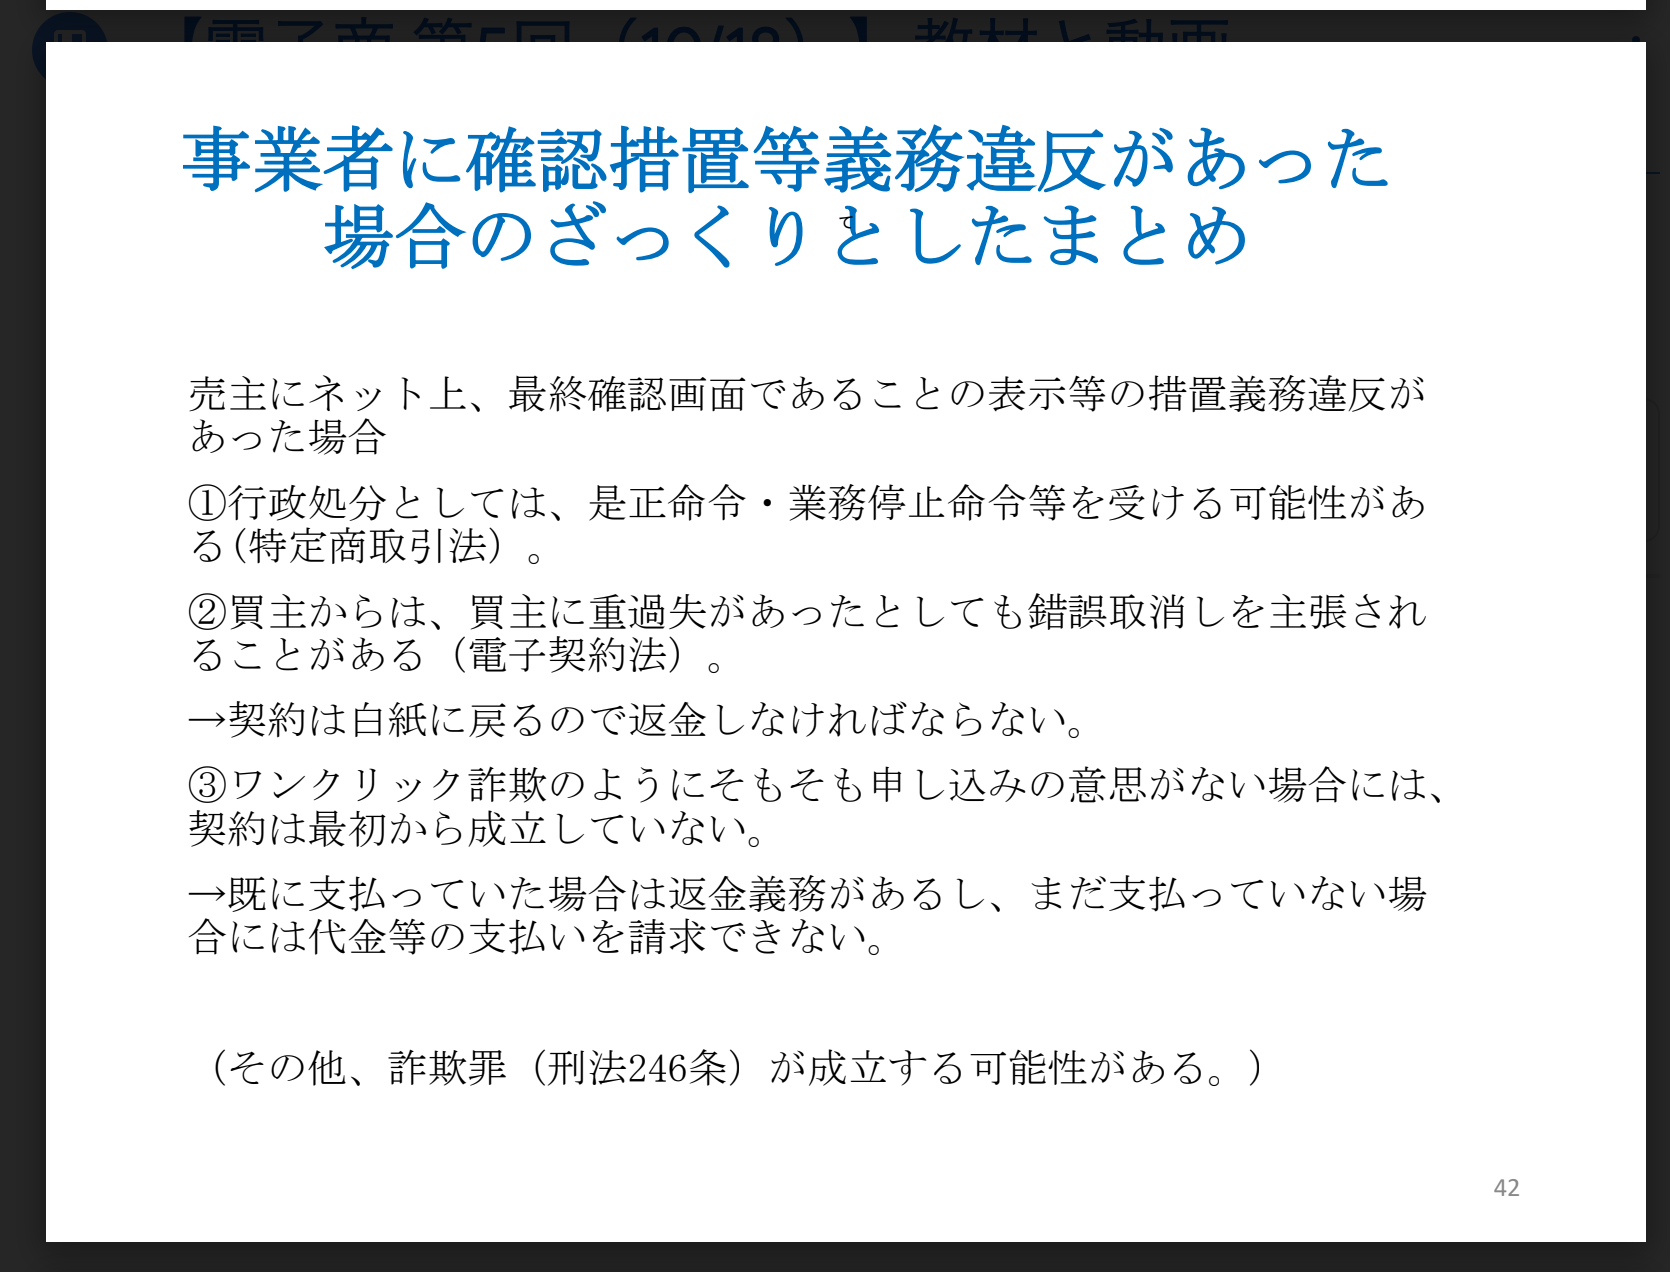 【電子商 第5回（10/18）】教材と動画
事業者に確認措置等義務違反があった
場合のざっくりとしたまとめ
て
売主にネット上、最終確認画面であることの表示等の措置義務違反が
あった場合
①行政処分としては、是正命令・業務停止命令等を受ける可能性があ
る(特定商取引法）。
②買主からは、買主に重過失があったとしても錯誤取消しを主張され
ることがある（電子契約法）。
→契約は白紙に戻るので返金しなければならない。
③ワンクリック詐欺のようにそもそも申し込みの意思がない場合には、
契約は最初から成立していない。
→既に支払っていた場合は返金義務があるし、まだ支払っていない場
合には代金等の支払いを請求できない。
（その他、詐欺罪（刑法246条）が成立する可能性がある。）
42